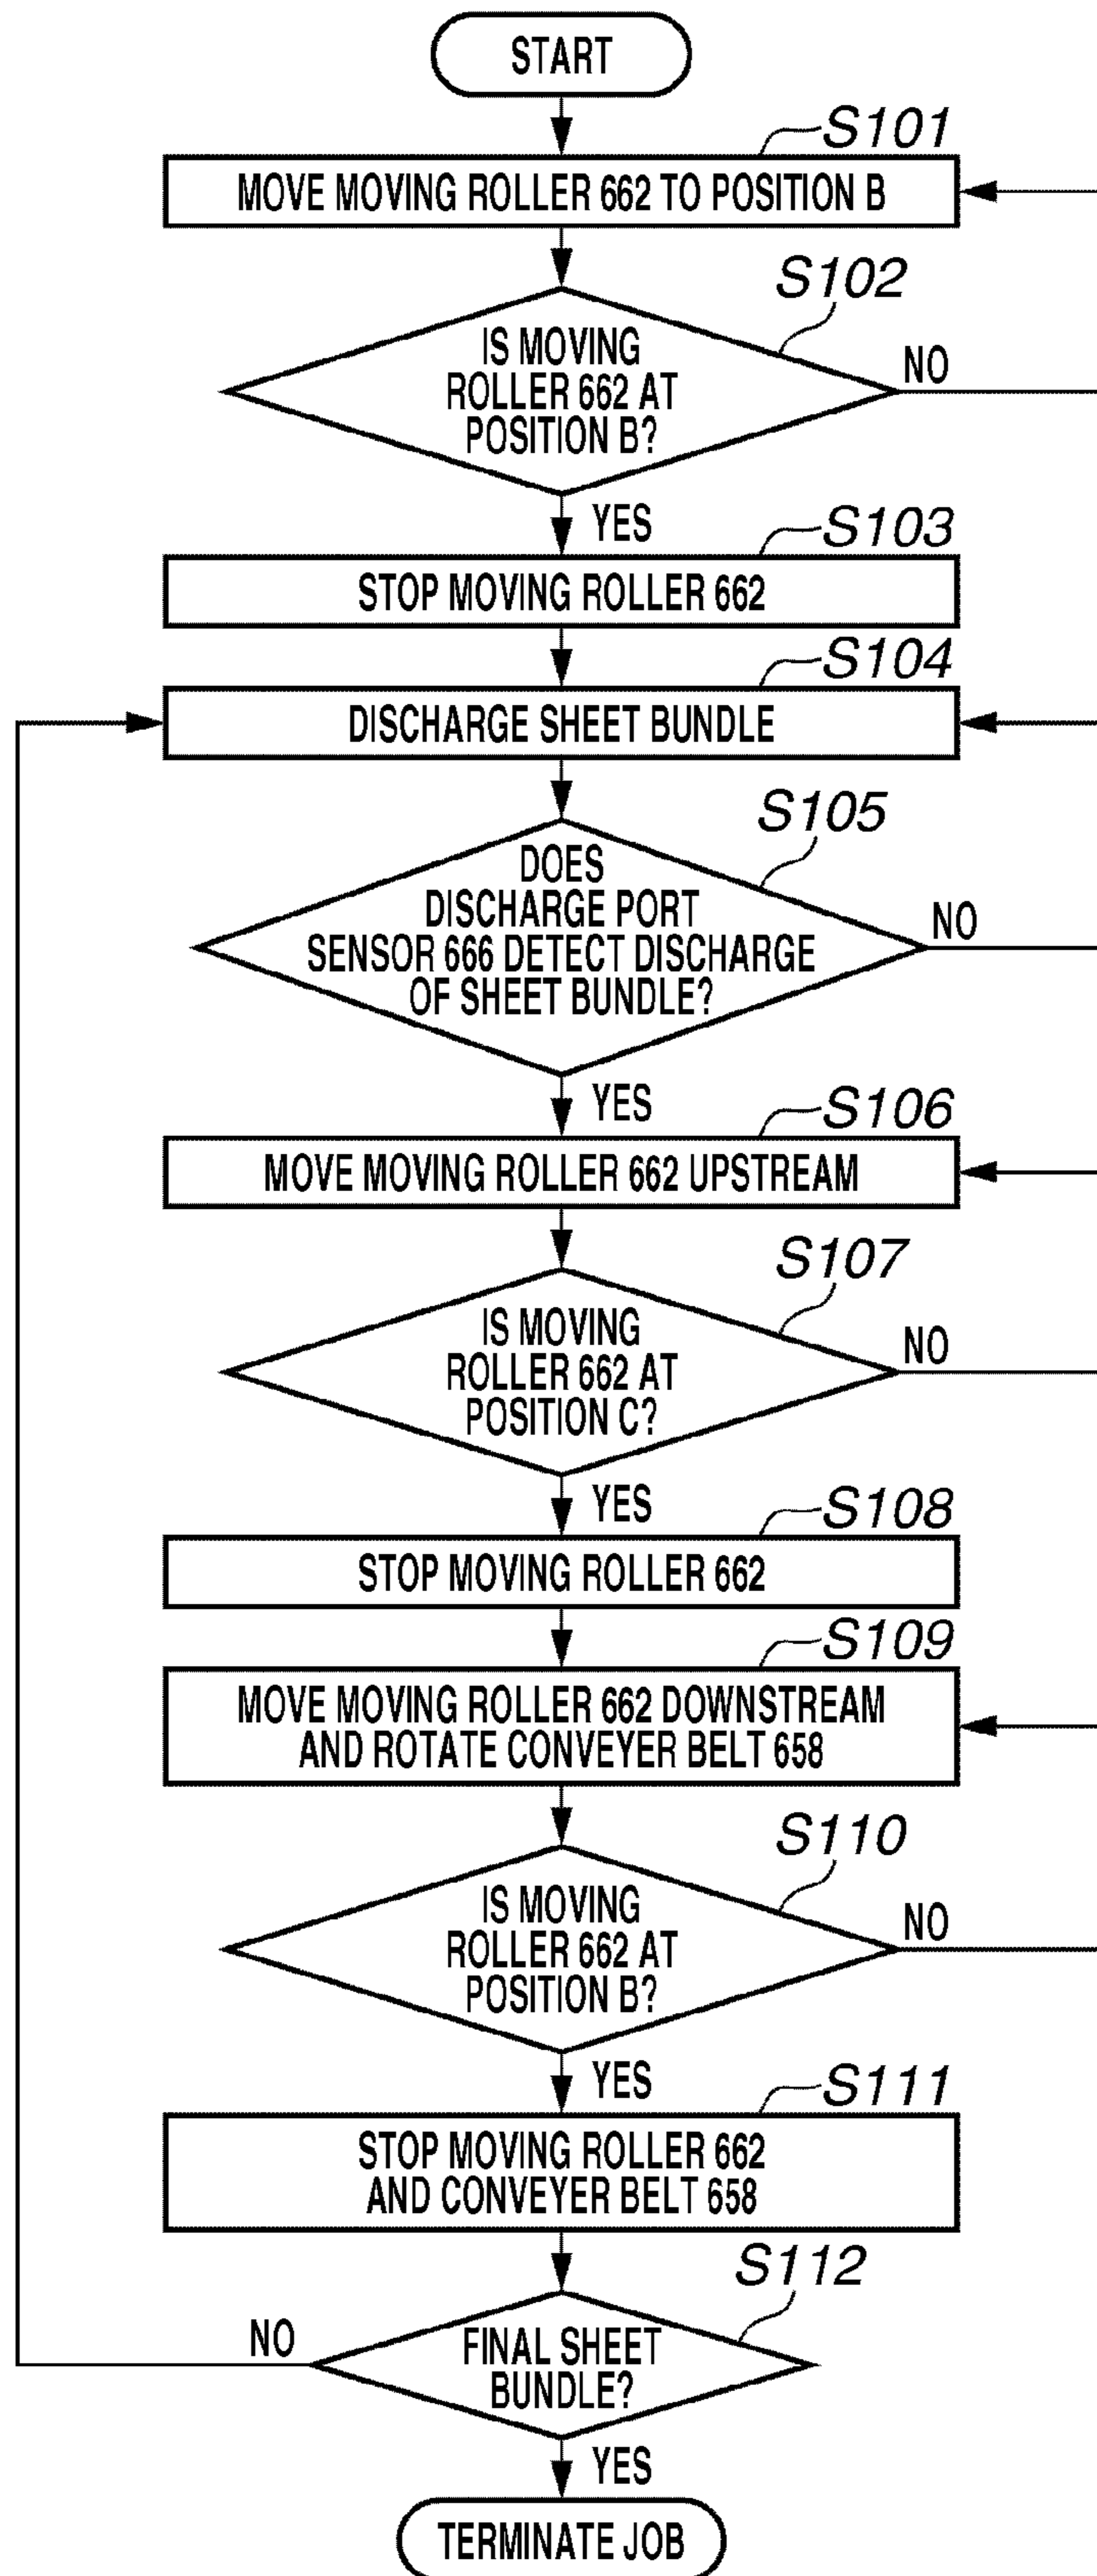 START
S101
MOVE MOVING ROLLER 662 TO POSITION B
S102
IS MOVING
ROLLER 662 AT
POSITION B?
NO
YES
S103
STOP MOVING ROLLER 662
S104
DISCHARGE SHEET BUNDLE
S105
DOES
DISCHARGE PORT
SENSOR 666 DETECT DISCHARGE
OF SHEET BUNDLE?
NO
YES
S106
MOVE MOVING ROLLER 662 UPSTREAM
S107
IS MOVING
ROLLER 662 AT
POSITION C?
NO
YES
S108
STOP MOVING ROLLER 662
S109
MOVE MOVING ROLLER 662 DOWNSTREAM
AND ROTATE CONVEYER BELT 658
S110
IS MOVING
ROLLER 662 AT
POSITION B?
NO
YES
S111
STOP MOVING ROLLER 662
AND CONVEYER BELT 658
S112
NO
FINAL SHEET
BUNDLE?
YES
TERMINATE JOB